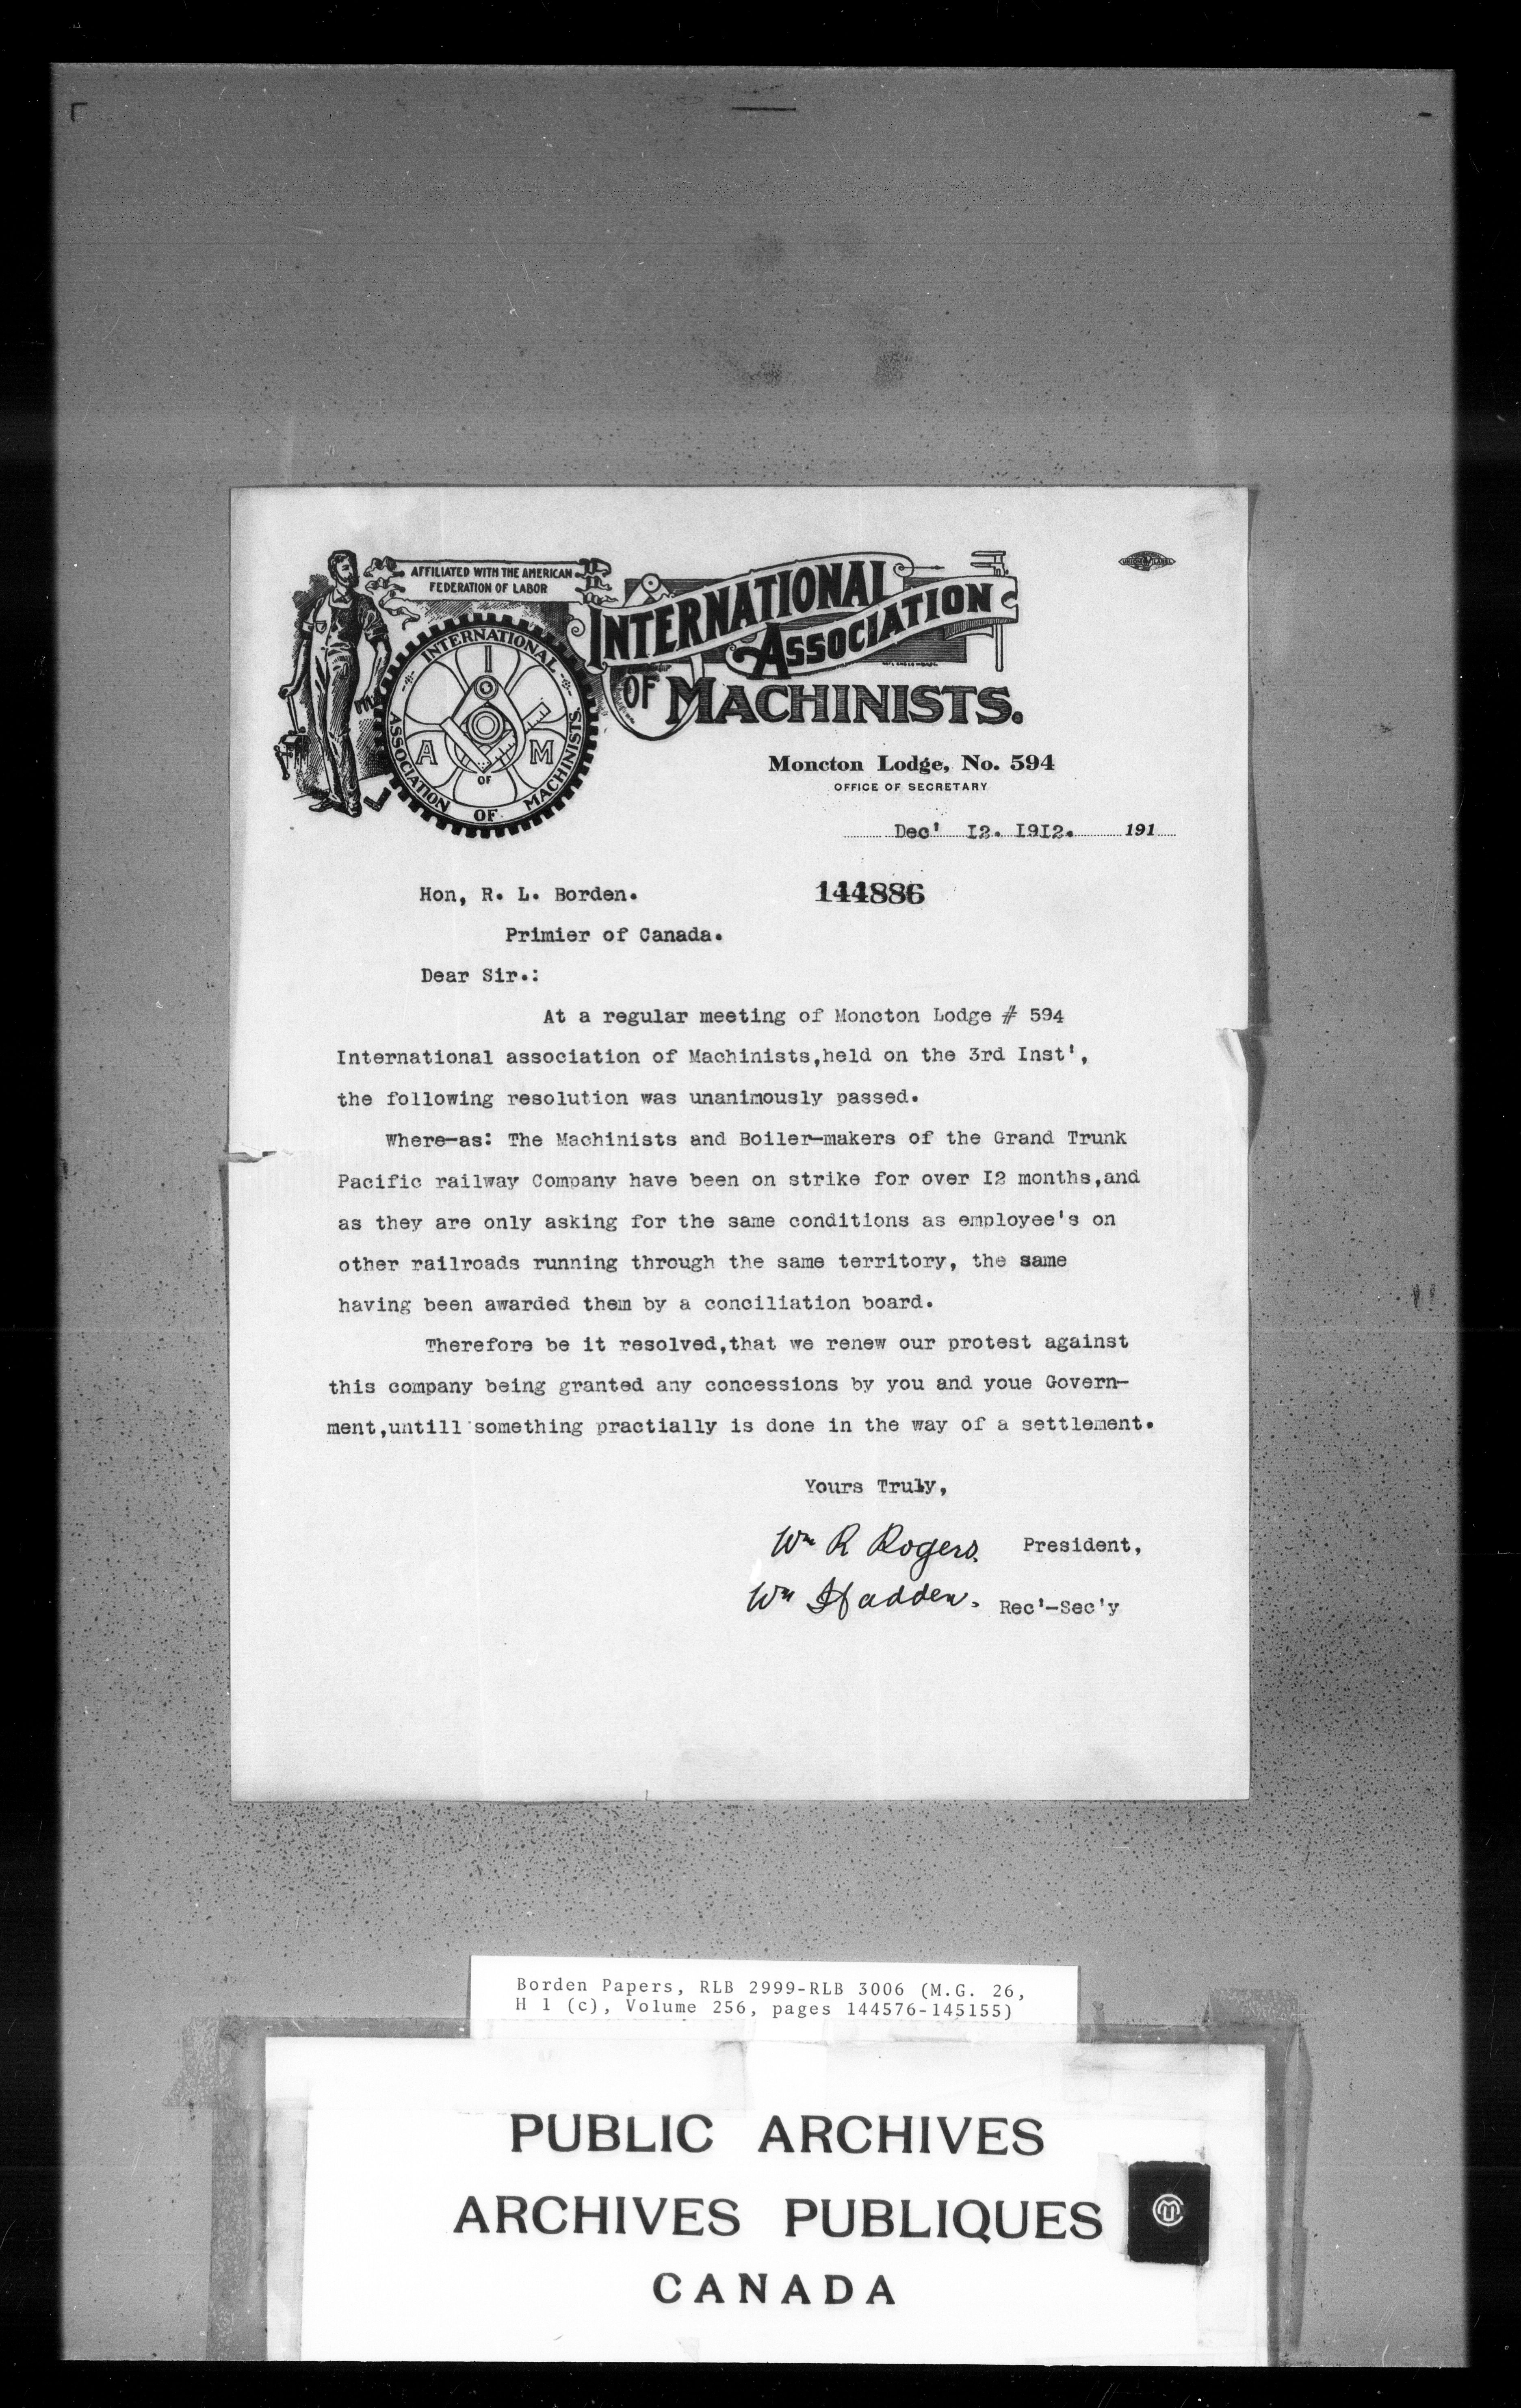 AFFILIATED WITH THE AMERICAN
FEDERATION OF LABOR
INTERNATIONAL
ASSOCIATION
OF MACHINISTS.
INTERNATIONAL
ASSOCIATION OF MACHINISTS.
I
A M
OF
UNION LABEL
Moncton Lodge, No. 594
OFFICE OF SECRETARY
Dec' I2. I9I2. 191
Hon, R. L. Borden. 144886
Primier of Canada.
Dear Sir.:
At a regular meeting of Moncton Lodge # 594
International association of Machinists,held on the 3rd Inst',
the following resolution was unanimously passed.
Where-as: The Machinists and Boiler-makers of the Grand Trunk
Pacific railway Company have been on strike for over I2 months,and
as they are only asking for the same conditions as employee's on
other railroads running through the same territory, the same
having been awarded them by a conciliation board.
Therefore be it resolved,that we renew our protest against
this company being granted any concessions by you and youe Govern-
ment,untill something practially is done in the way of a settlement.
Yours Truly,
Wm R Rogers. President,
Wm Hadden. Rec'-Sec'y
Borden Papers, RLB 2999-RLB 3006 (M.G. 26,
H 1 (c), Volume 256, pages 144576-145155)
PUBLIC ARCHIVES
ARCHIVES PUBLIQUES
CANADA